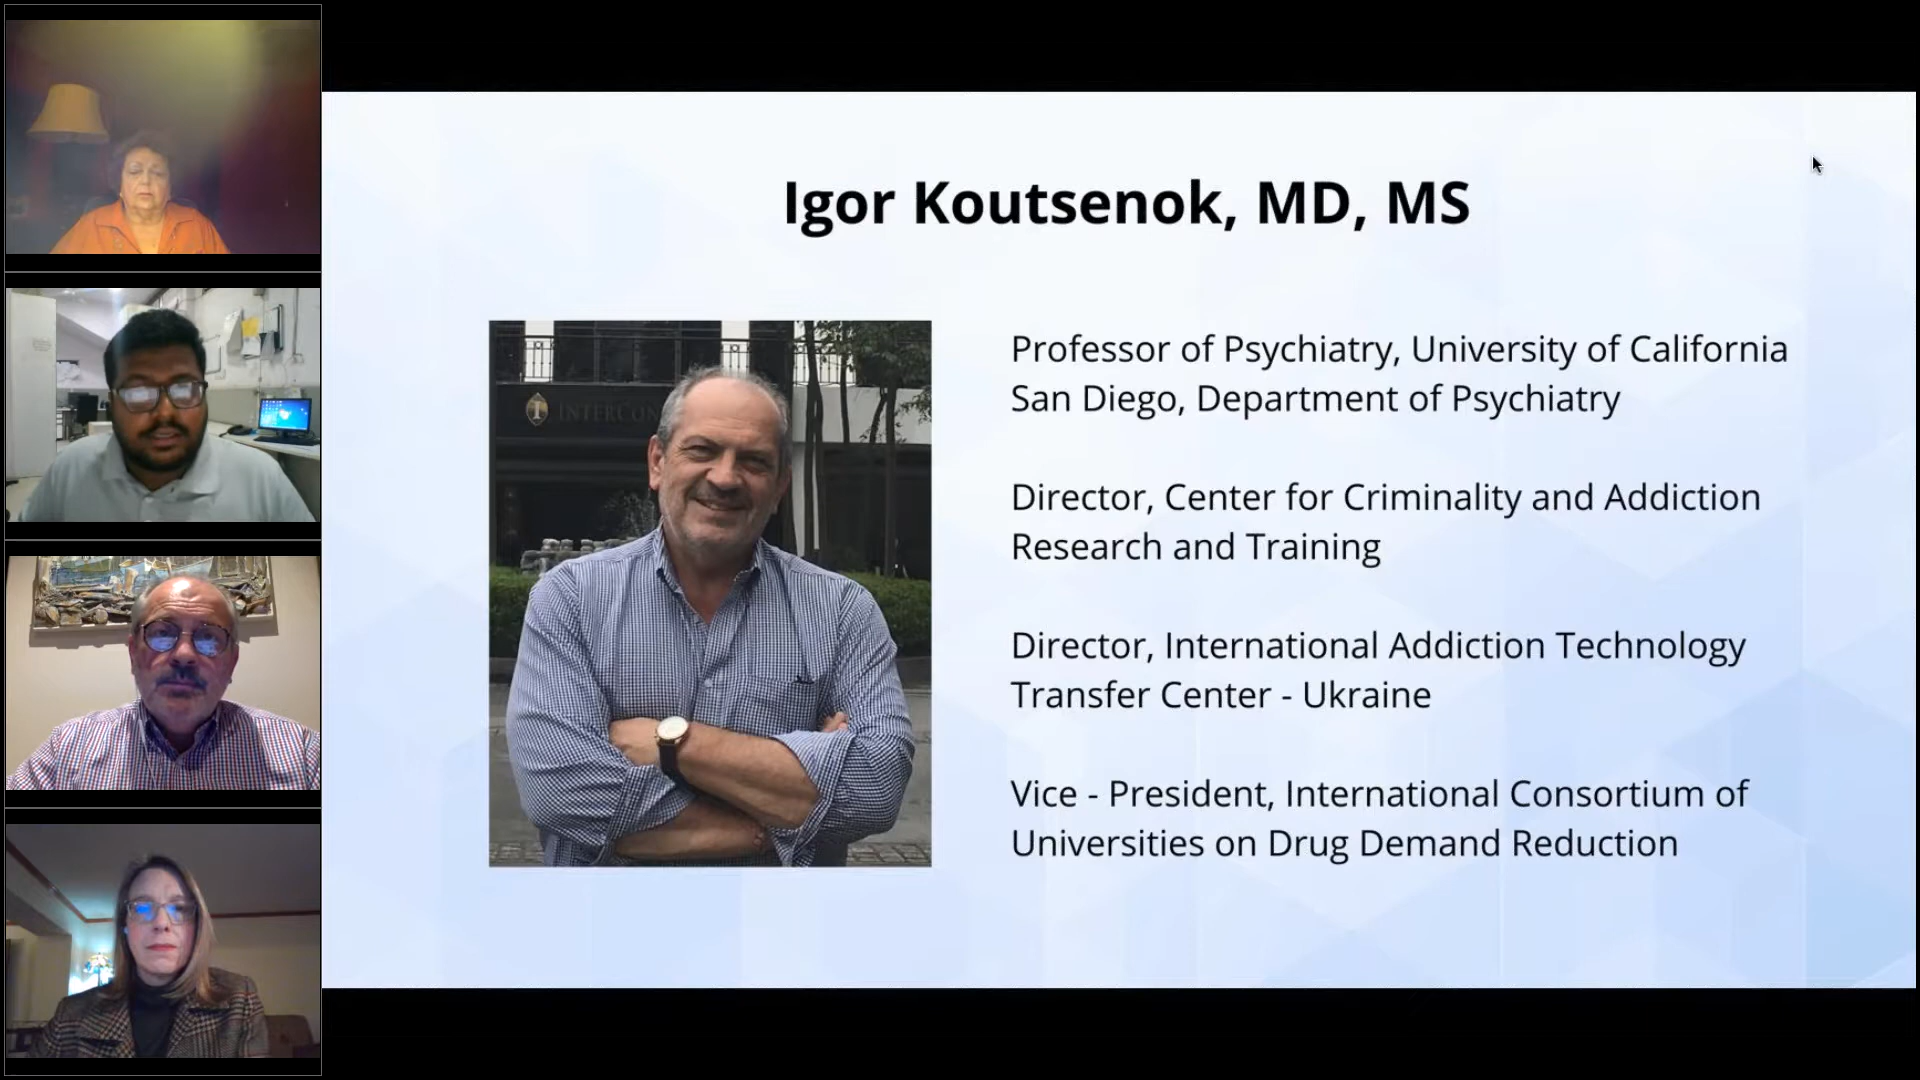 Igor Koutsenok, MD, MS
INTERCON
Professor of Psychiatry, University of California
San Diego, Department of Psychiatry
Director, Center for Criminality and Addiction
Research and Training
Director, International Addiction Technology
Transfer Center - Ukraine
Vice - President, International Consortium of
Universities on Drug Demand Reduction